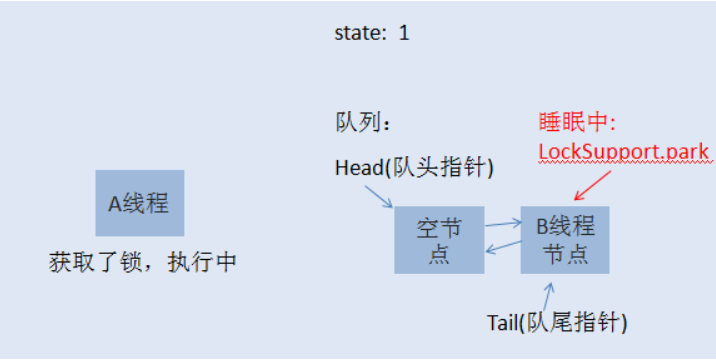 state: 1
队列：
睡眠中:
LockSupport.park
Head(队头指针)
A线程
空节
点
B线程
节点
获取了锁，执行中
Tail(队尾指针)